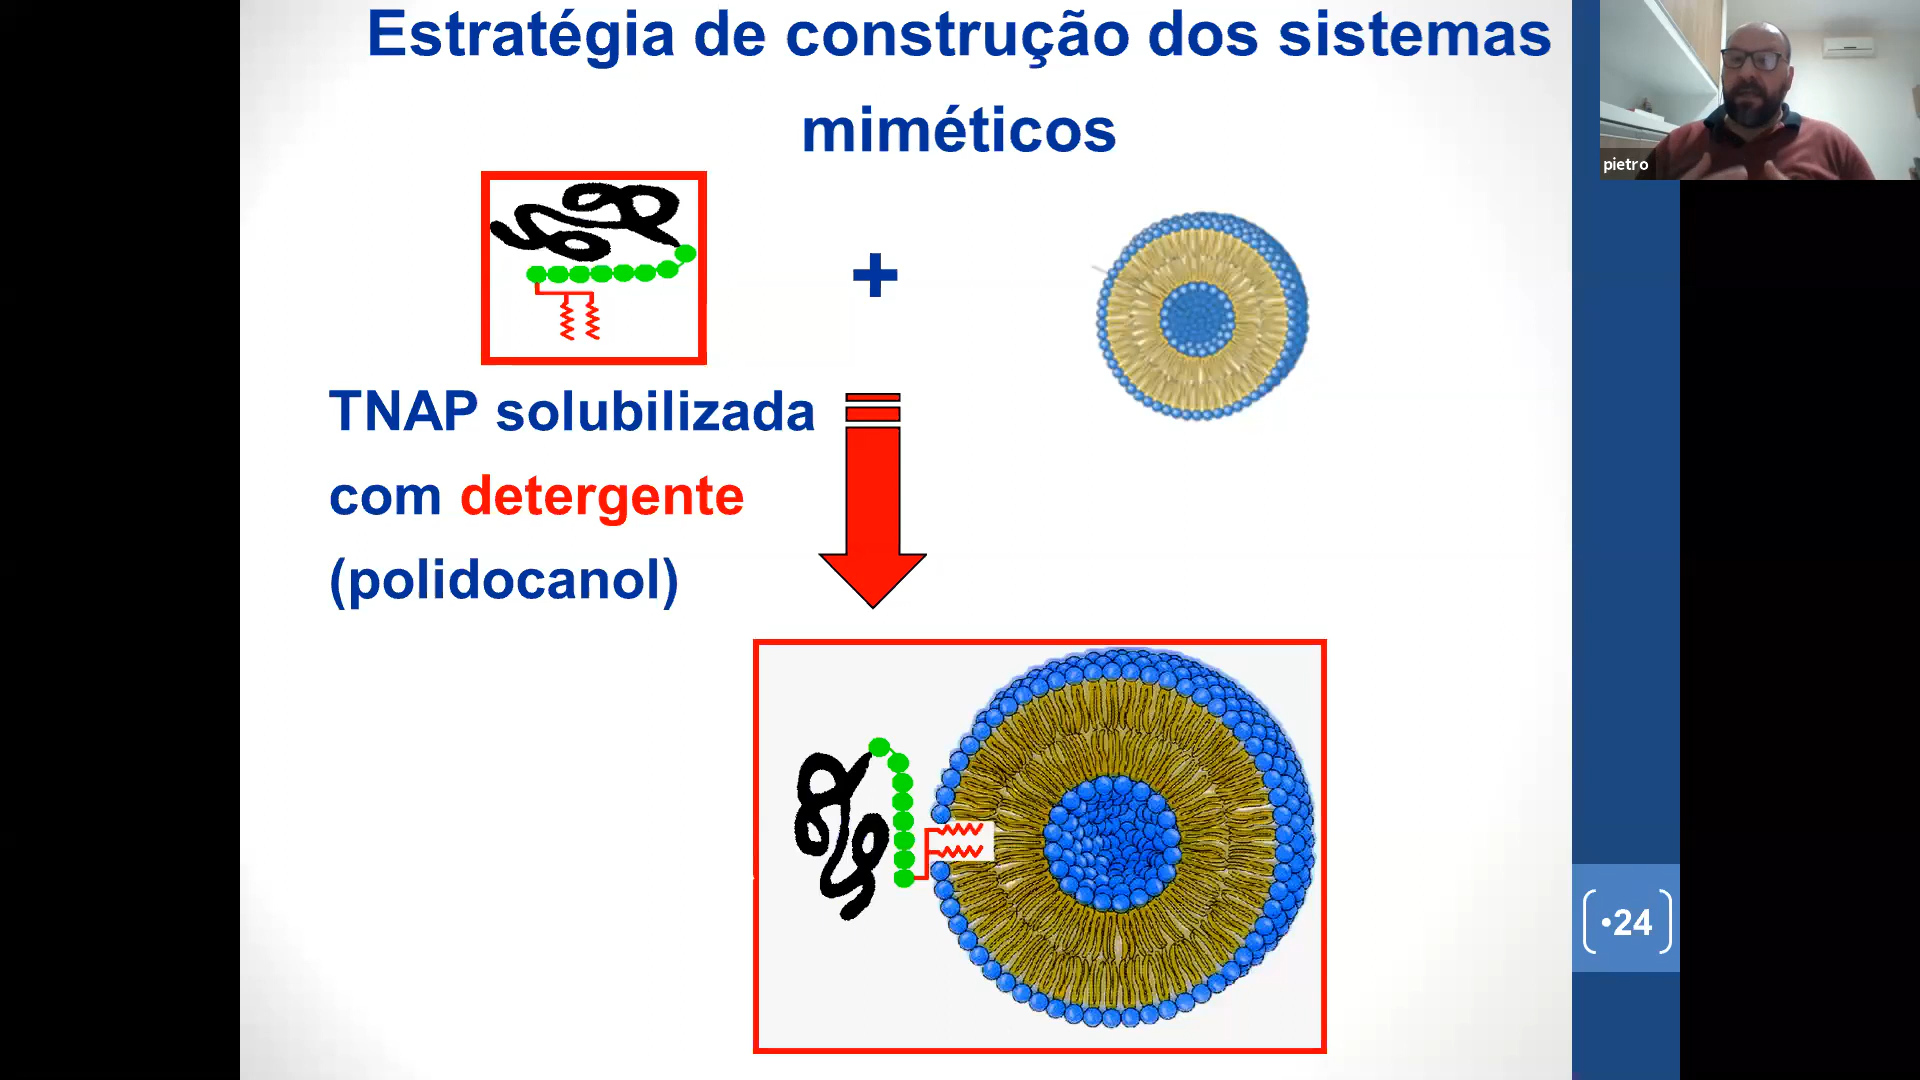 Estratégia de construção dos sistemas
miméticos
pietro
+
TNAP solubilizada
com detergente
(polidocanol)
•24